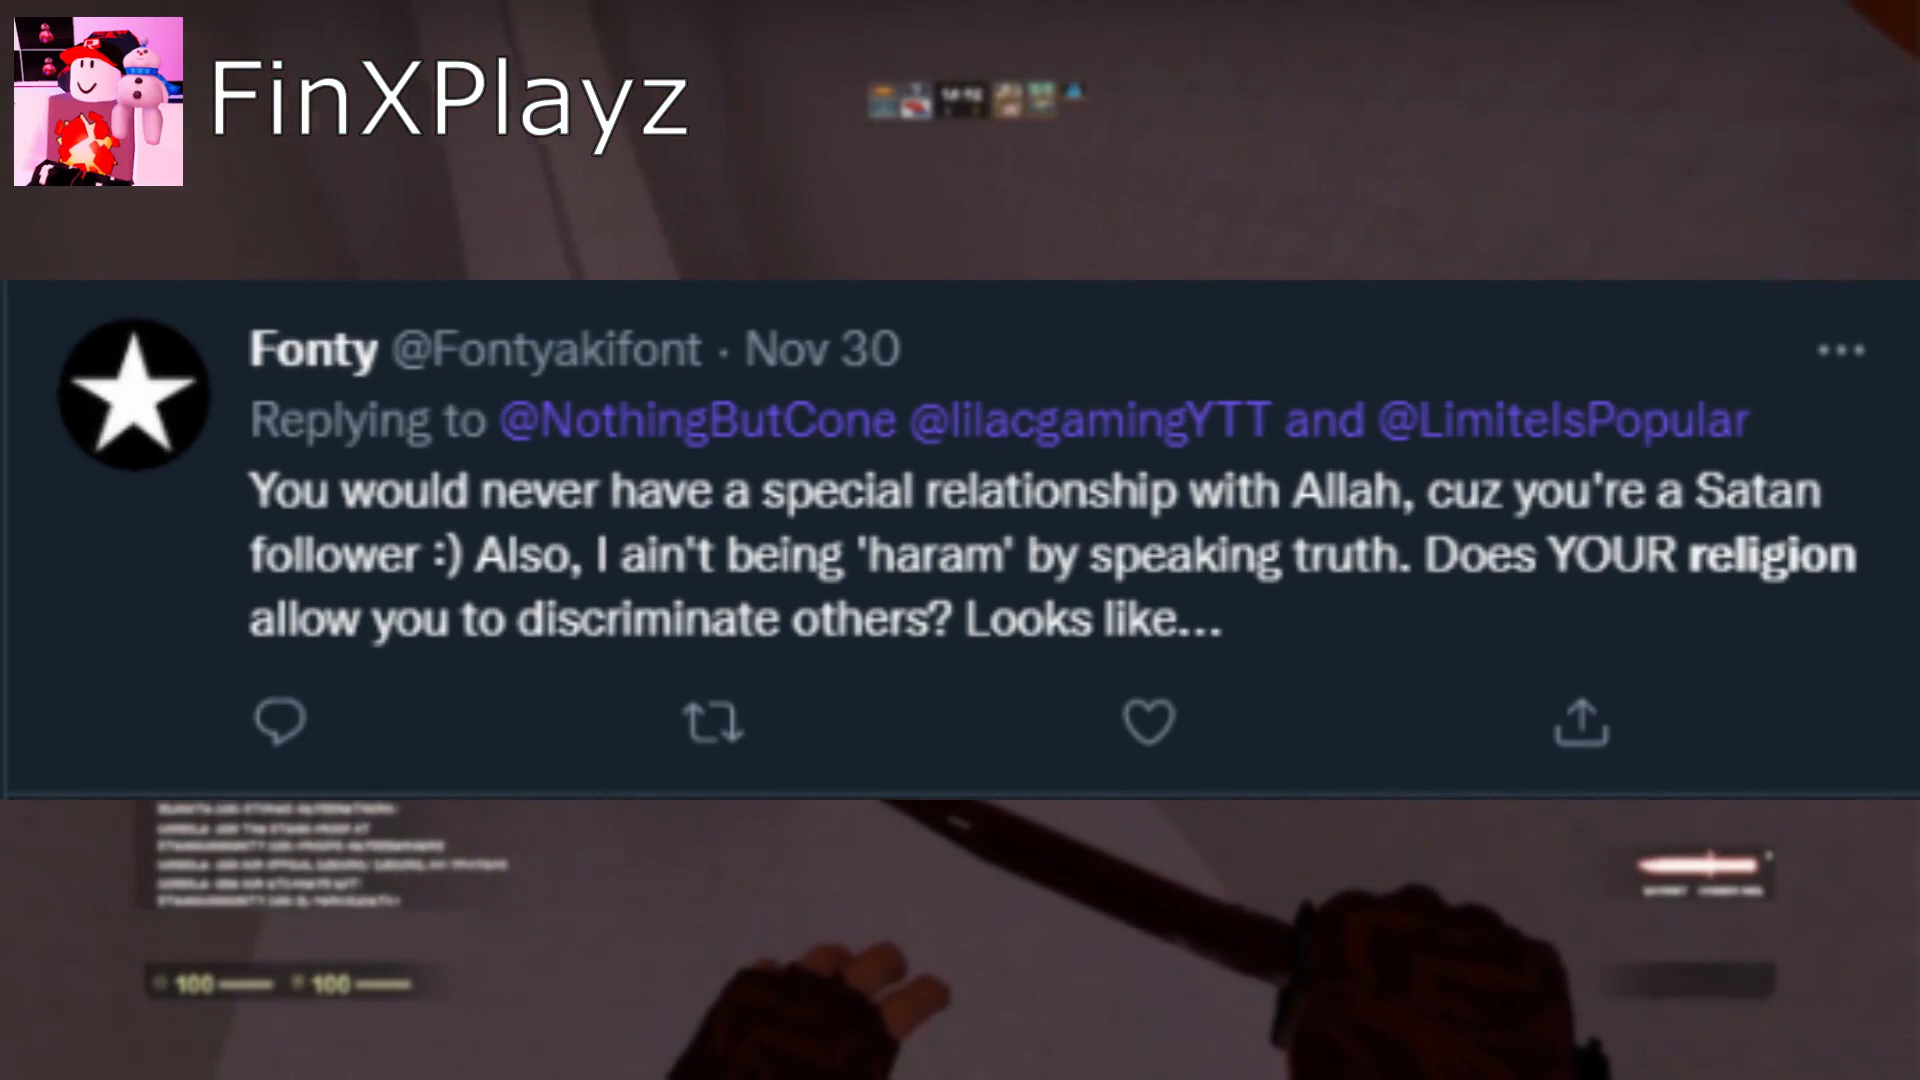 FinXPlayz
Fonty @Fontyakifont · Nov 30
Replying to @NothingButCone @lilacgamingYTT and @LimiteIsPopular
You would never have a special relationship with Allah, cuz you're a Satan
follower :) Also, I ain't being 'haram' by speaking truth. Does YOUR religion
allow you to discriminate others? Looks like...
100 100